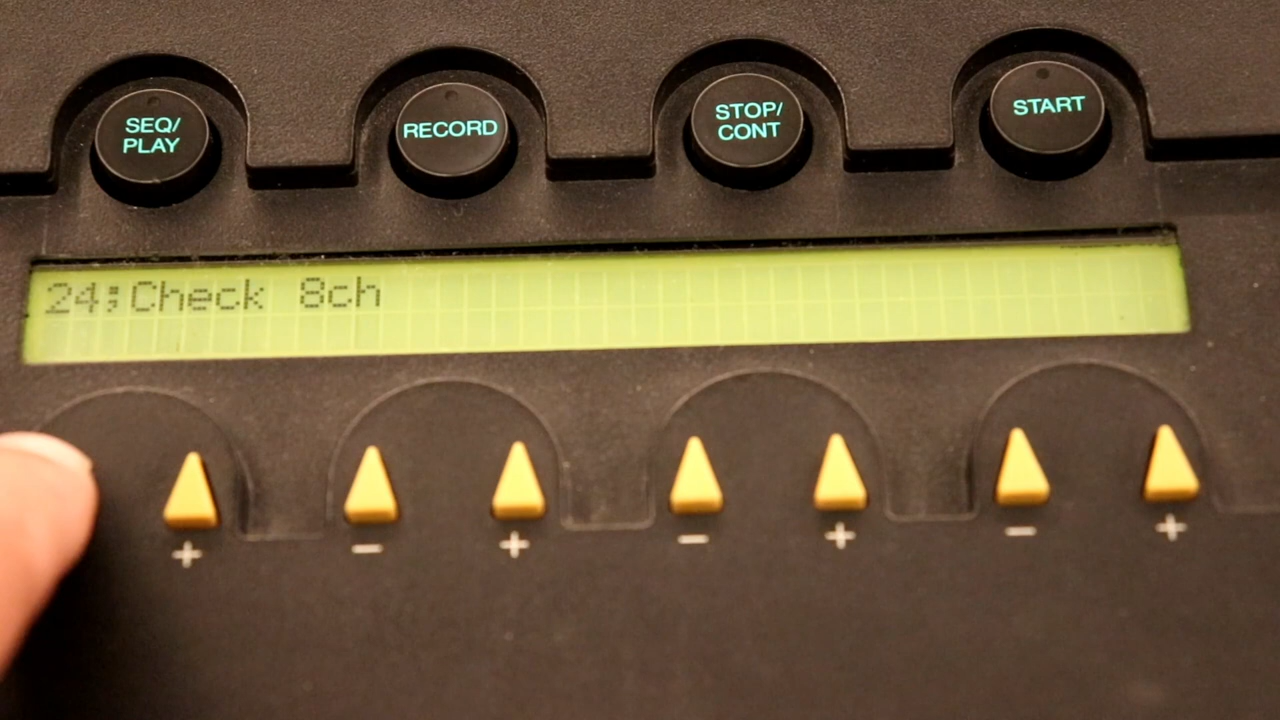 SEQ/
PLAY
RECORD
STOP/
CONT
START
24;Check 8ch
+
−
+
−
+
−
+